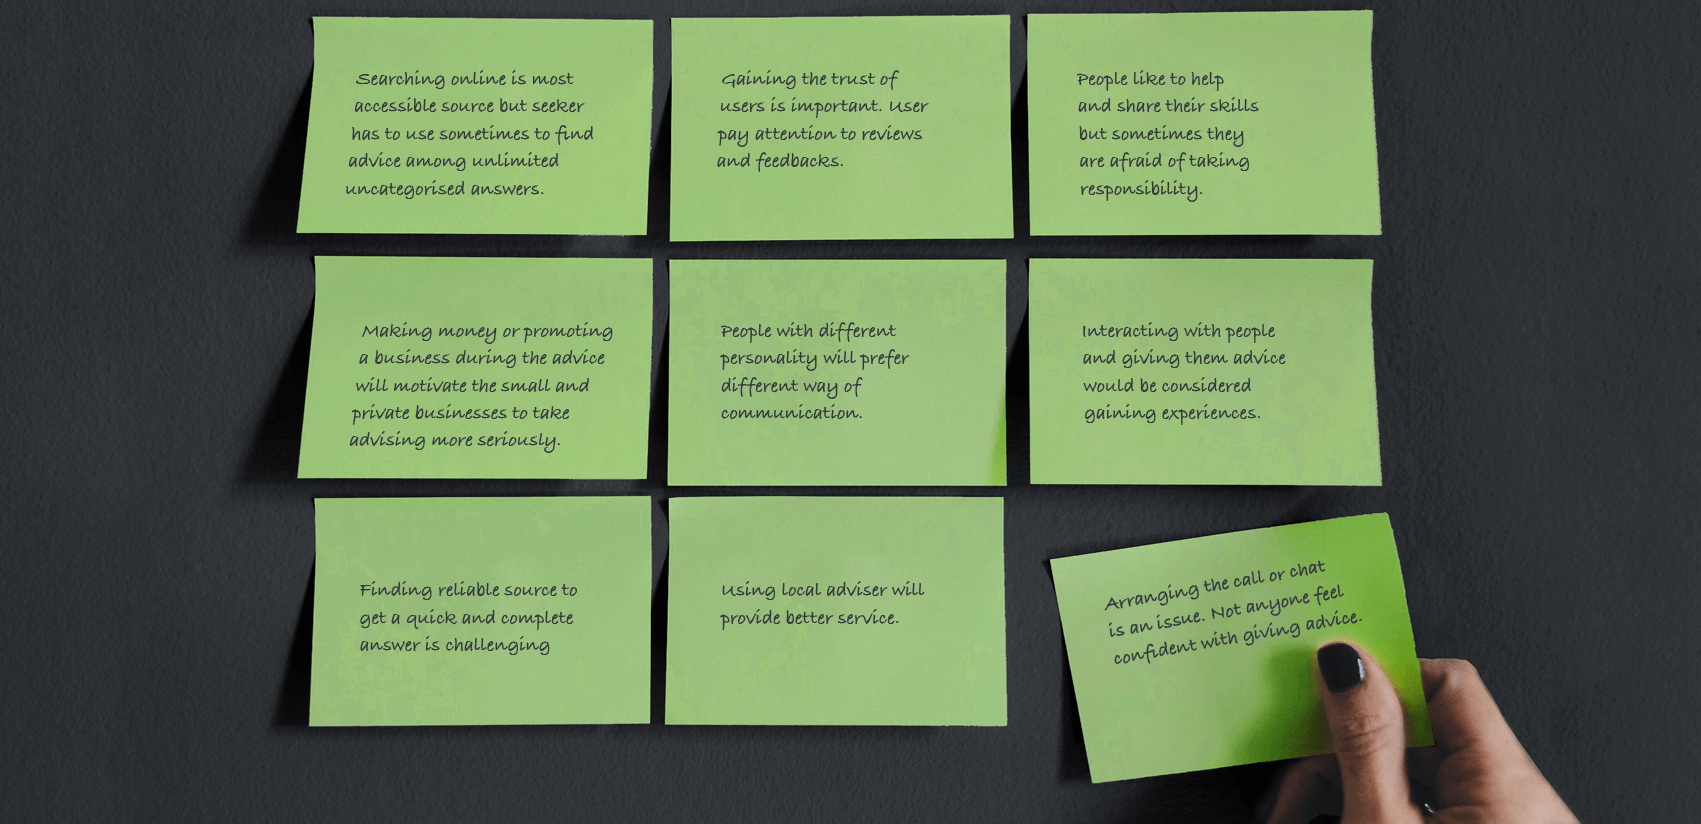 Searching online is most
accessible source but seeker
has to use sometimes to find
advice among unlimited
uncategorised answers.
Gaining the trust of
users is important. User
pay attention to reviews
and feedbacks.
People like to help
and share their skills
but sometimes they
are afraid of taking
responsibility.
Making money or promoting
a business during the advice
will motivate the small and
private businesses to take
advising more seriously.
People with different
personality will prefer
different way of
communication.
Interacting with people
and giving them advice
would be considered
gaining experiences.
Finding reliable source to
get a quick and complete
answer is challenging
Using local adviser will
provide better service.
Arranging the call or chat
is an issue. Not anyone feel
confident with giving advice.